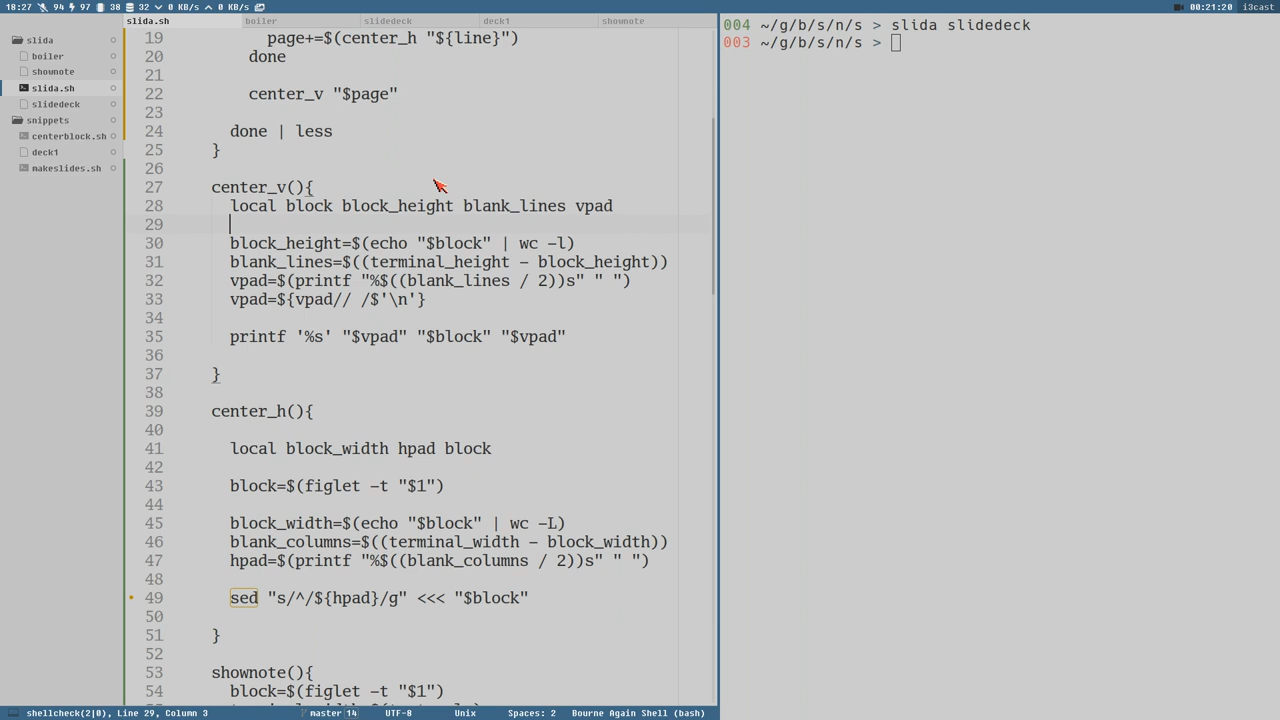 18:27 94 97 38 32 0 KB/s 0 KB/s 00:21:20 i3cast
slida.sh boiler slidedeck deck1 shownote
slida
boiler
shownote
slida.sh
slidedeck
snippets
centerblock.sh
deck1
makeslides.sh
19 page+=$(center_h "${line}")
20 done
21
22 center_v "$page"
23
24 done | less
25 }
26
27 center_v(){
28 local block block_height blank_lines vpad
29
30 block_height=$(echo "$block" | wc -l)
31 blank_lines=$((terminal_height - block_height))
32 vpad=$(printf "%$((blank_lines / 2))s" " ")
33 vpad=${vpad// /$'\n'}
34
35 printf '%s' "$vpad" "$block" "$vpad"
36
37 }
38
39 center_h(){
40
41 local block_width hpad block
42
43 block=$(figlet -t "$1")
44
45 block_width=$(echo "$block" | wc -L)
46 blank_columns=$((terminal_width - block_width))
47 hpad=$(printf "%$((blank_columns / 2))s" " ")
48
49 sed "s/^/${hpad}/g" <<< "$block"
50
51 }
52
53 shownote(){
54 block=$(figlet -t "$1")
004 ~/g/b/s/n/s > slida slidedeck
003 ~/g/b/s/n/s >
shellcheck(2|0), Line 29, Column 3 master 14 UTF-8 Unix Spaces: 2 Bourne Again Shell (bash)